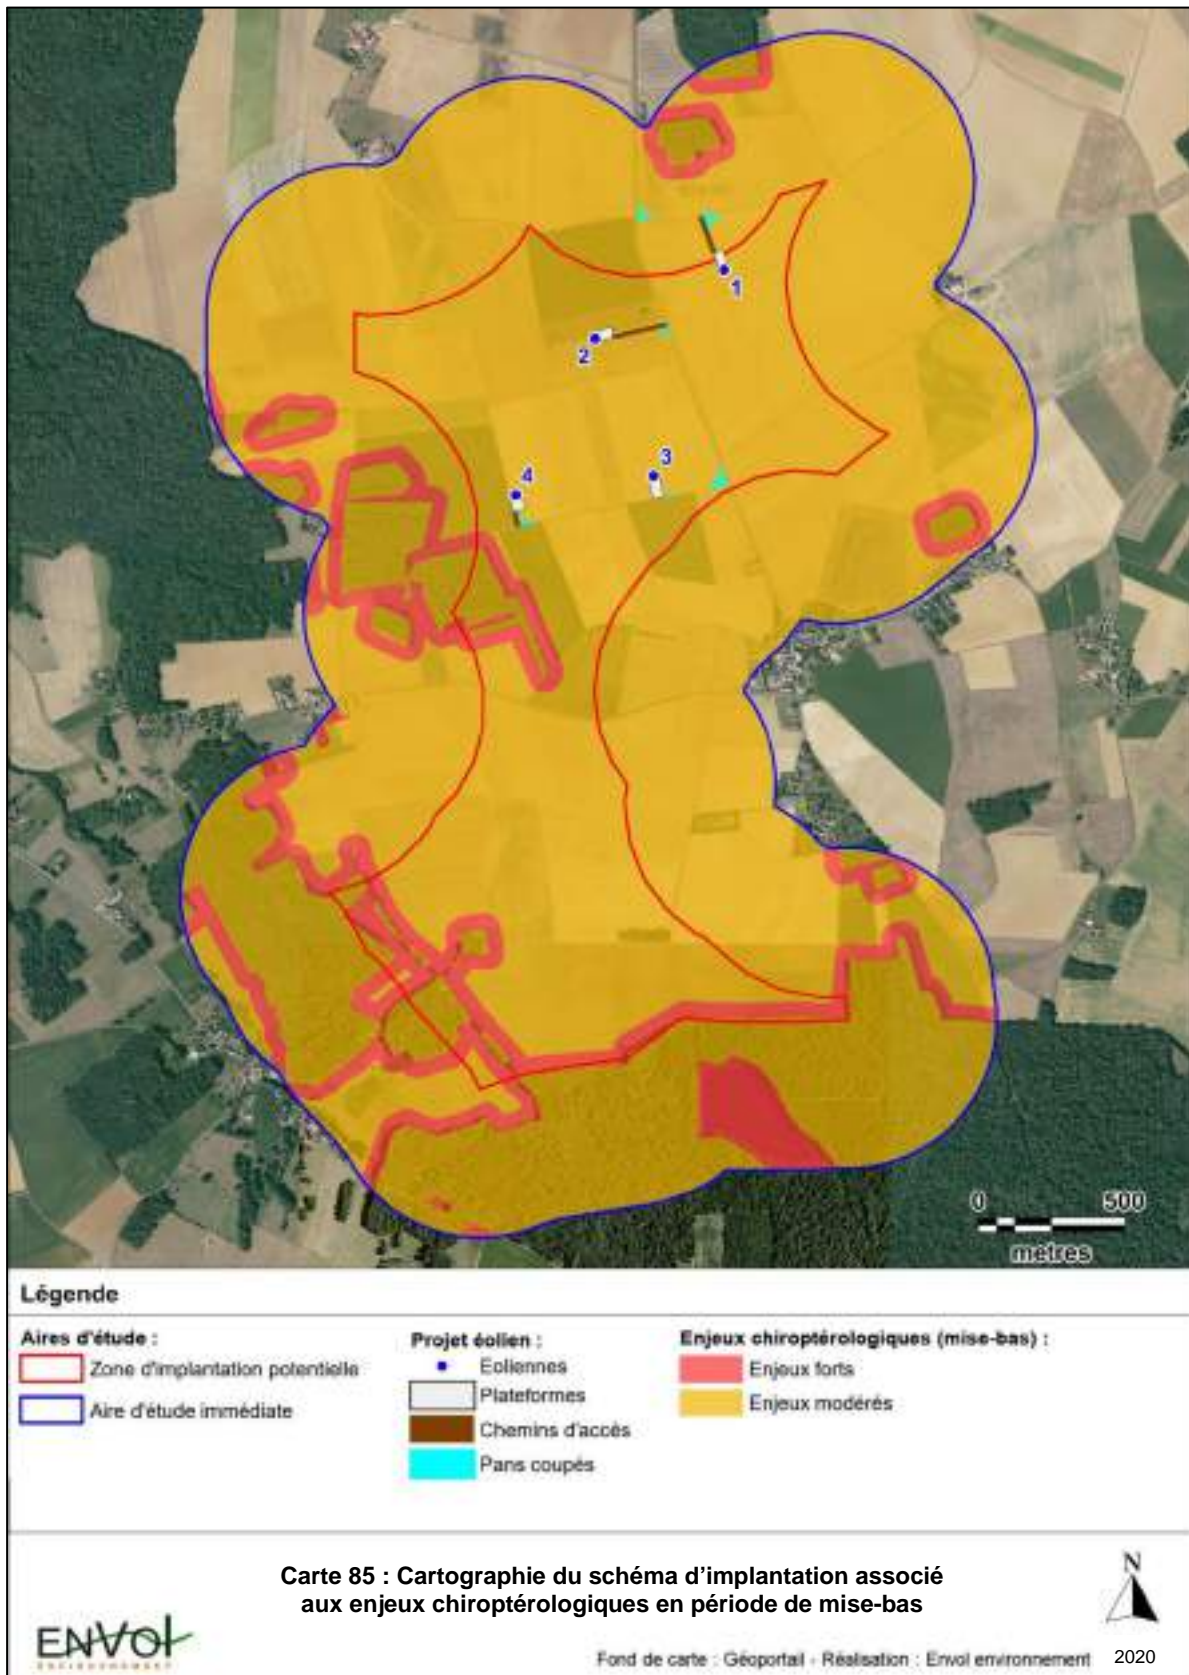 1
2
3
4
0 500
mètres
Légende
Aires d'étude :
Zone d'implantation potentielle
Aire d'étude immédiate
Projet éolien :
Eoliennes
Plateformes
Chemins d'accès
Pans coupés
Enjeux chiroptérologiques (mise-bas) :
Enjeux forts
Enjeux modérés
Carte 85 : Cartographie du schéma d'implantation associé
aux enjeux chiroptérologiques en période de mise-bas
N
ENVOL
ENVIRONNEMENT
Fond de carte : Géoportail - Réalisation : Envol environnement 2020